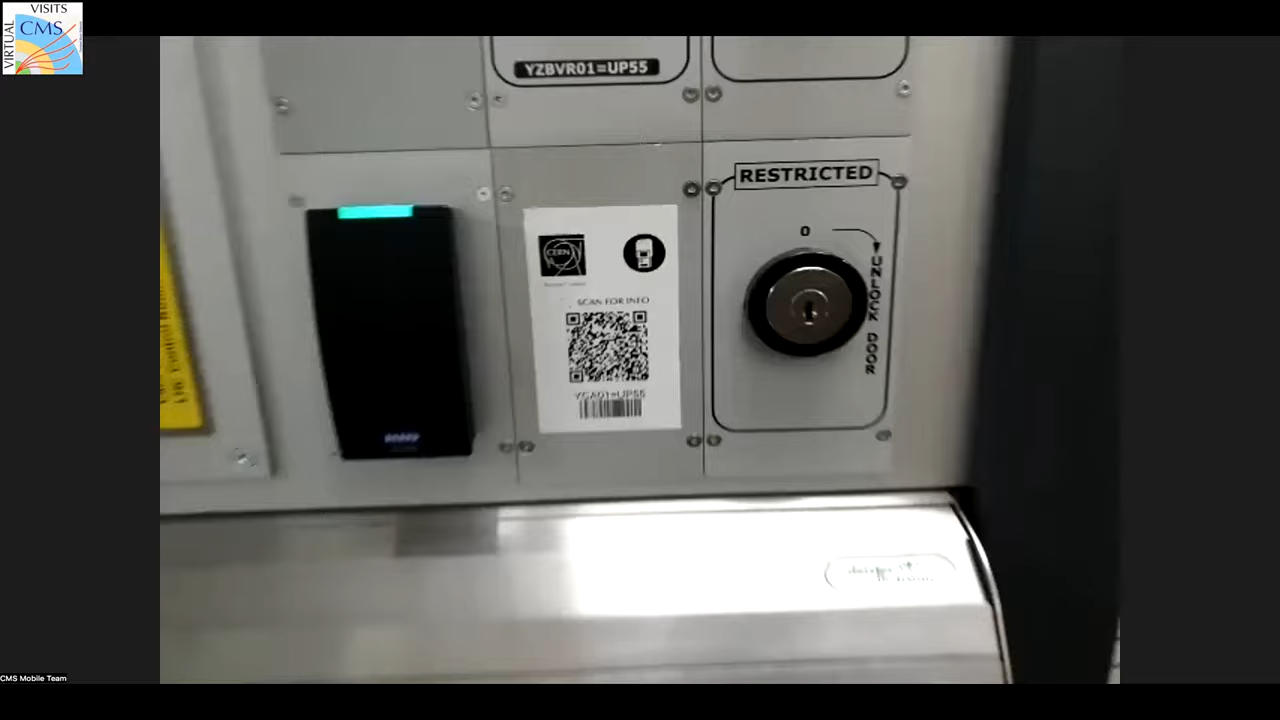 VISITS
VIRTUAL
CMS
YZBVR01=UP55
RESTRICTED
0
UNLOCK DOOR
CERN
SCAN FOR INFO
YCA01=UP55
CMS Mobile Team